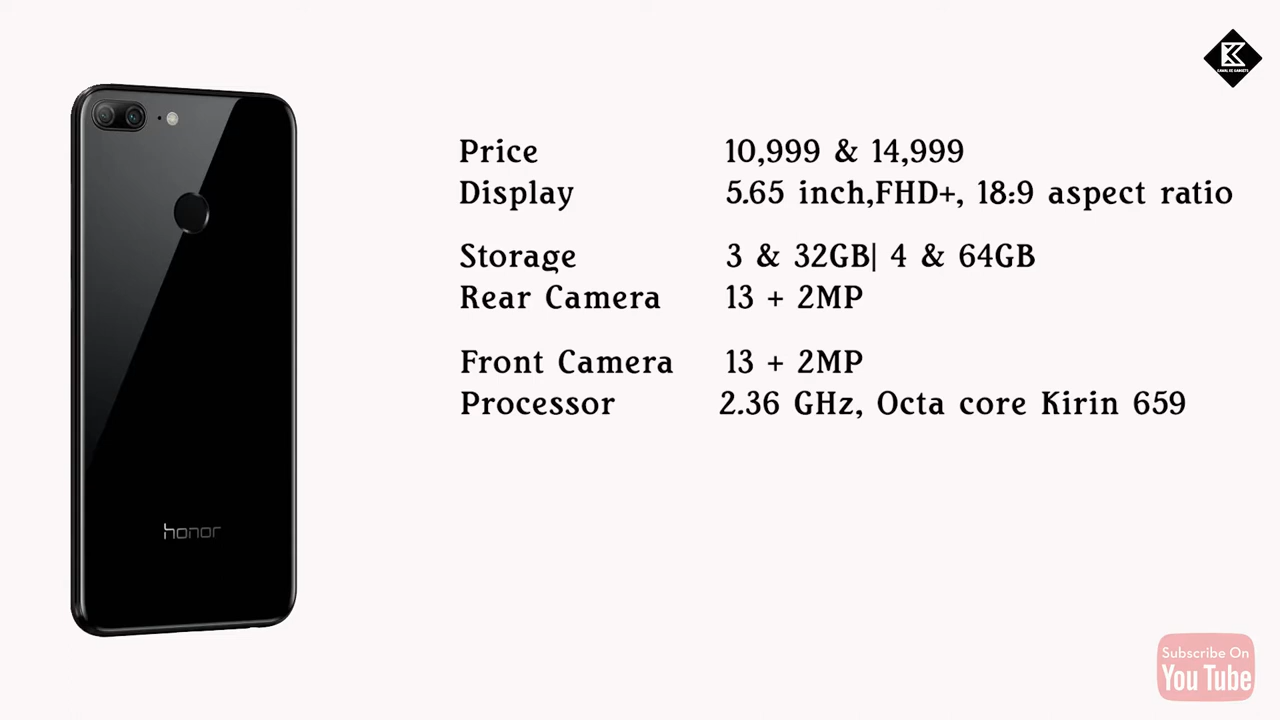 Price 10,999 & 14,999
Display 5.65 inch,FHD+, 18:9 aspect ratio
Storage 3 & 32GB| 4 & 64GB
Rear Camera 13 + 2MP
Front Camera 13 + 2MP
Processor 2.36 GHz, Octa core Kirin 659
honor
Subscribe On
You Tube